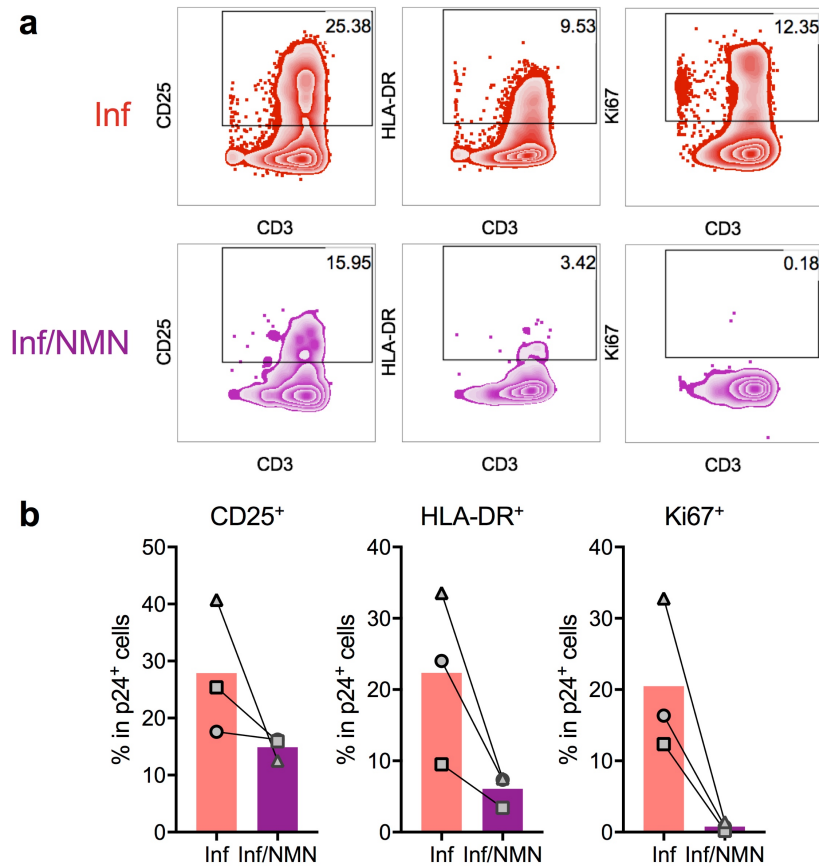 a
Inf
CD25
25.38
CD3
HLA-DR
9.53
CD3
Ki67
12.35
CD3
Inf/NMN
CD25
15.95
CD3
HLA-DR
3.42
CD3
Ki67
0.18
CD3
b
CD25⁺
% in p24⁺ cells
50
40
30
20
10
0
Inf Inf/NMN
HLA-DR⁺
% in p24⁺ cells
40
30
20
10
0
Inf Inf/NMN
Ki67⁺
% in p24⁺ cells
40
30
20
10
0
Inf Inf/NMN